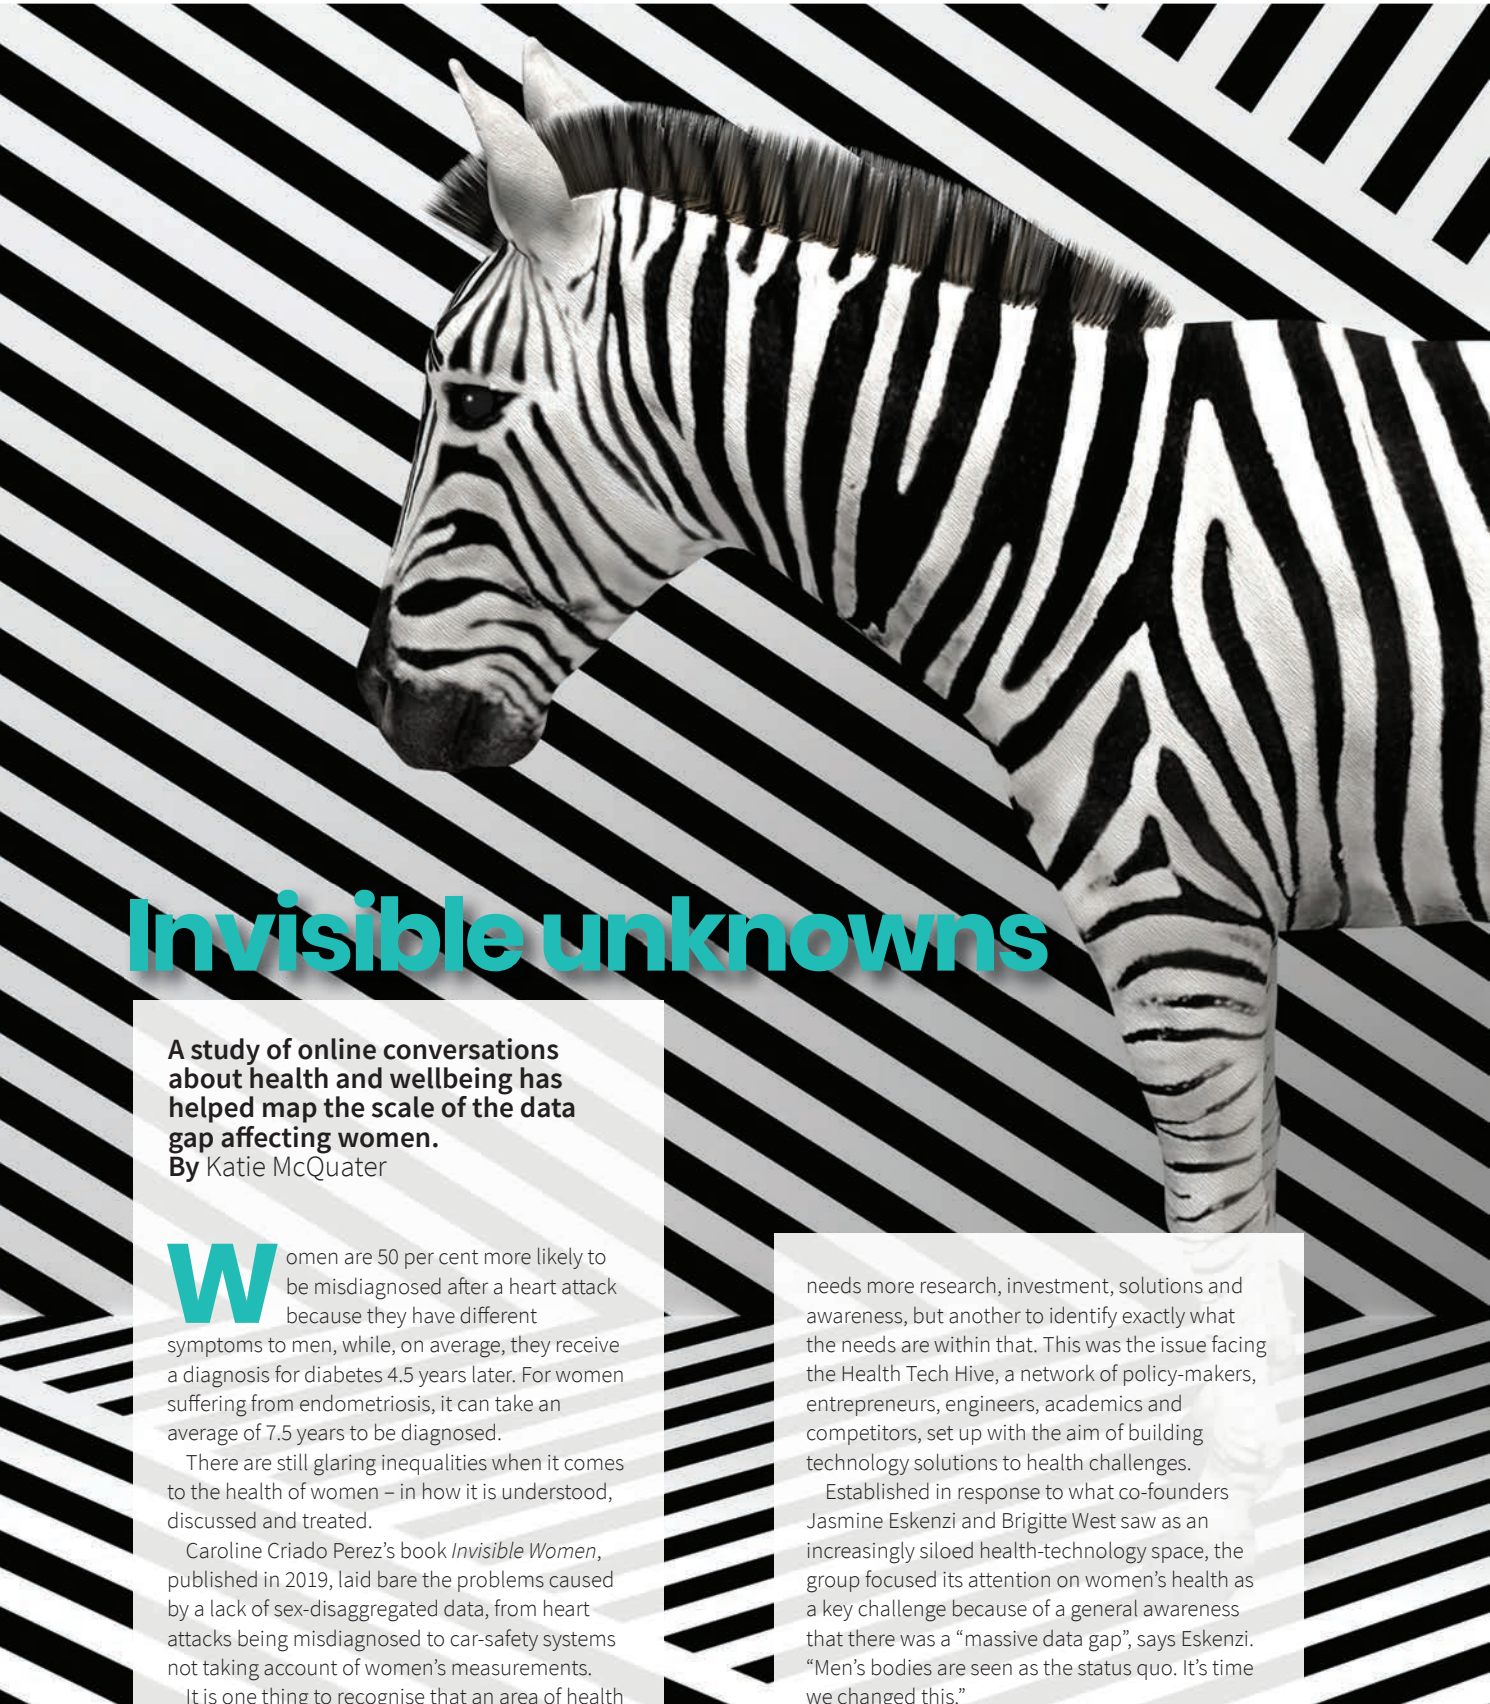 Invisible unknowns
A study of online conversations
about health and wellbeing has
helped map the scale of the data
gap affecting women.
By Katie McQuater
Women are 50 per cent more likely to
be misdiagnosed after a heart attack
because they have different
symptoms to men, while, on average, they receive
a diagnosis for diabetes 4.5 years later. For women
suffering from endometriosis, it can take an
average of 7.5 years to be diagnosed.
There are still glaring inequalities when it comes
to the health of women – in how it is understood,
discussed and treated.
Caroline Criado Perez’s book Invisible Women,
published in 2019, laid bare the problems caused
by a lack of sex-disaggregated data, from heart
attacks being misdiagnosed to car-safety systems
not taking account of women’s measurements.
It is one thing to recognise that an area of health
needs more research, investment, solutions and
awareness, but another to identify exactly what
the needs are within that. This was the issue facing
the Health Tech Hive, a network of policy-makers,
entrepreneurs, engineers, academics and
competitors, set up with the aim of building
technology solutions to health challenges.
Established in response to what co-founders
Jasmine Eskenzi and Brigitte West saw as an
increasingly siloed health-technology space, the
group focused its attention on women’s health as
a key challenge because of a general awareness
that there was a “massive data gap”, says Eskenzi.
“Men’s bodies are seen as the status quo. It’s time
we changed this.”